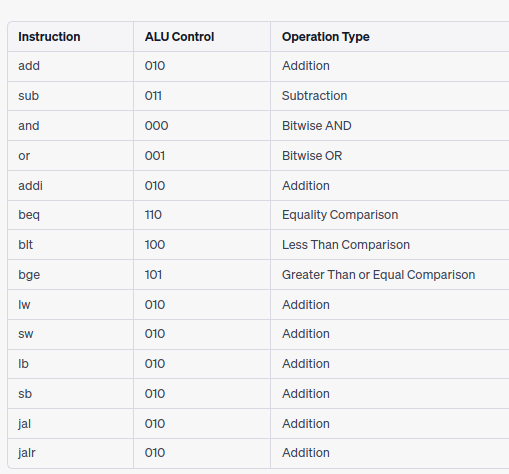 Instruction ALU Control Operation Type
add 010 Addition
sub 011 Subtraction
and 000 Bitwise AND
or 001 Bitwise OR
addi 010 Addition
beq 110 Equality Comparison
blt 100 Less Than Comparison
bge 101 Greater Than or Equal Comparison
lw 010 Addition
sw 010 Addition
lb 010 Addition
sb 010 Addition
jal 010 Addition
jalr 010 Addition